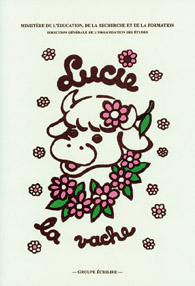 MINISTÈRE DE L'ÉDUCATION, DE LA RECHERCHE ET DE LA FORMATION
DIRECTION GÉNÉRALE DE L'ORGANISATION DES ÉTUDES
Lucie
la vache
— GROUPE ÉCOLIRE —